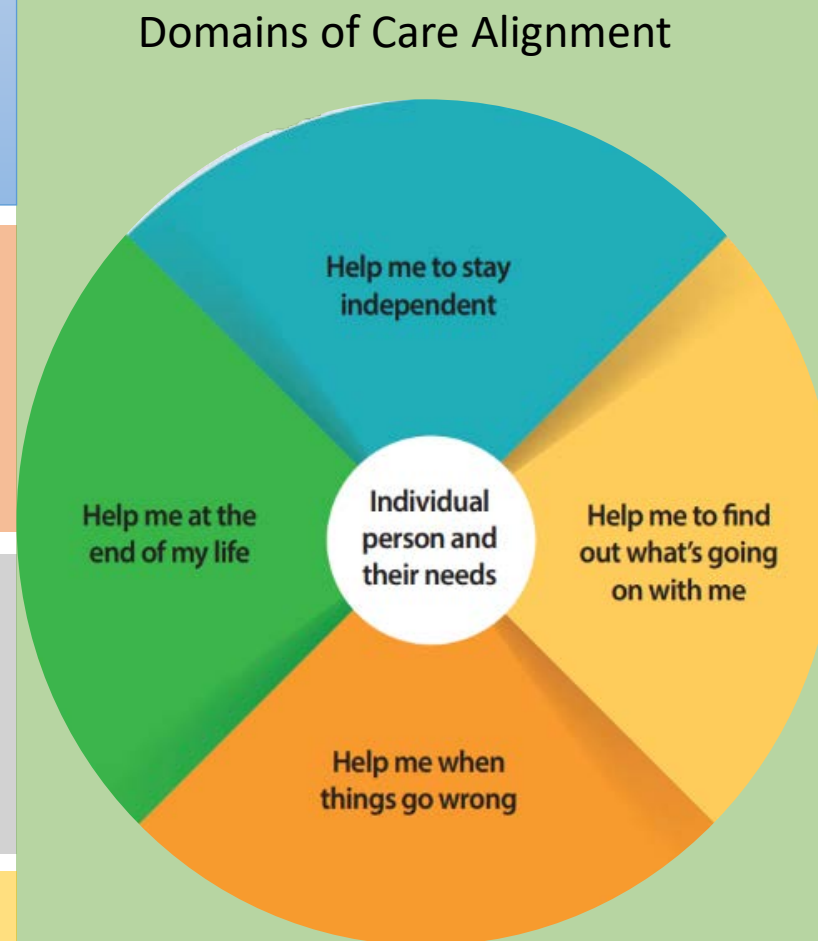 Domains of Care Alignment
Help me to stay
independent
Help me at the
end of my life
Individual
person and
their needs
Help me to find
out what's going
on with me
Help me when
things go wrong